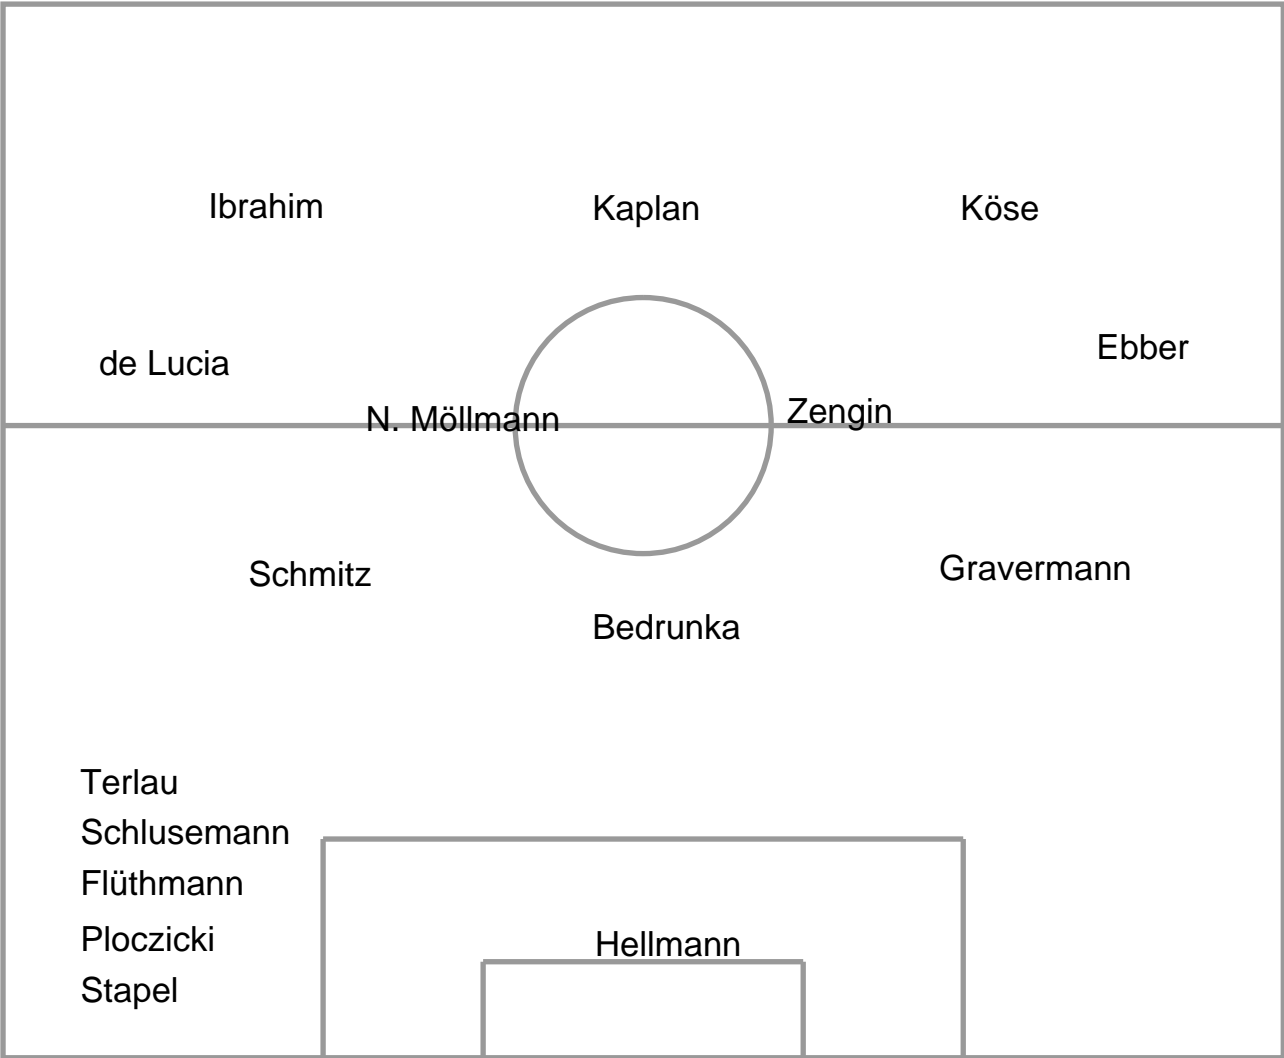 Ibrahim
Kaplan
Köse
de Lucia
Ebber
N. Möllmann
Zengin
Schmitz
Gravermann
Bedrunka
Terlau
Schlusemann
Flüthmann
Ploczicki
Hellmann
Stapel